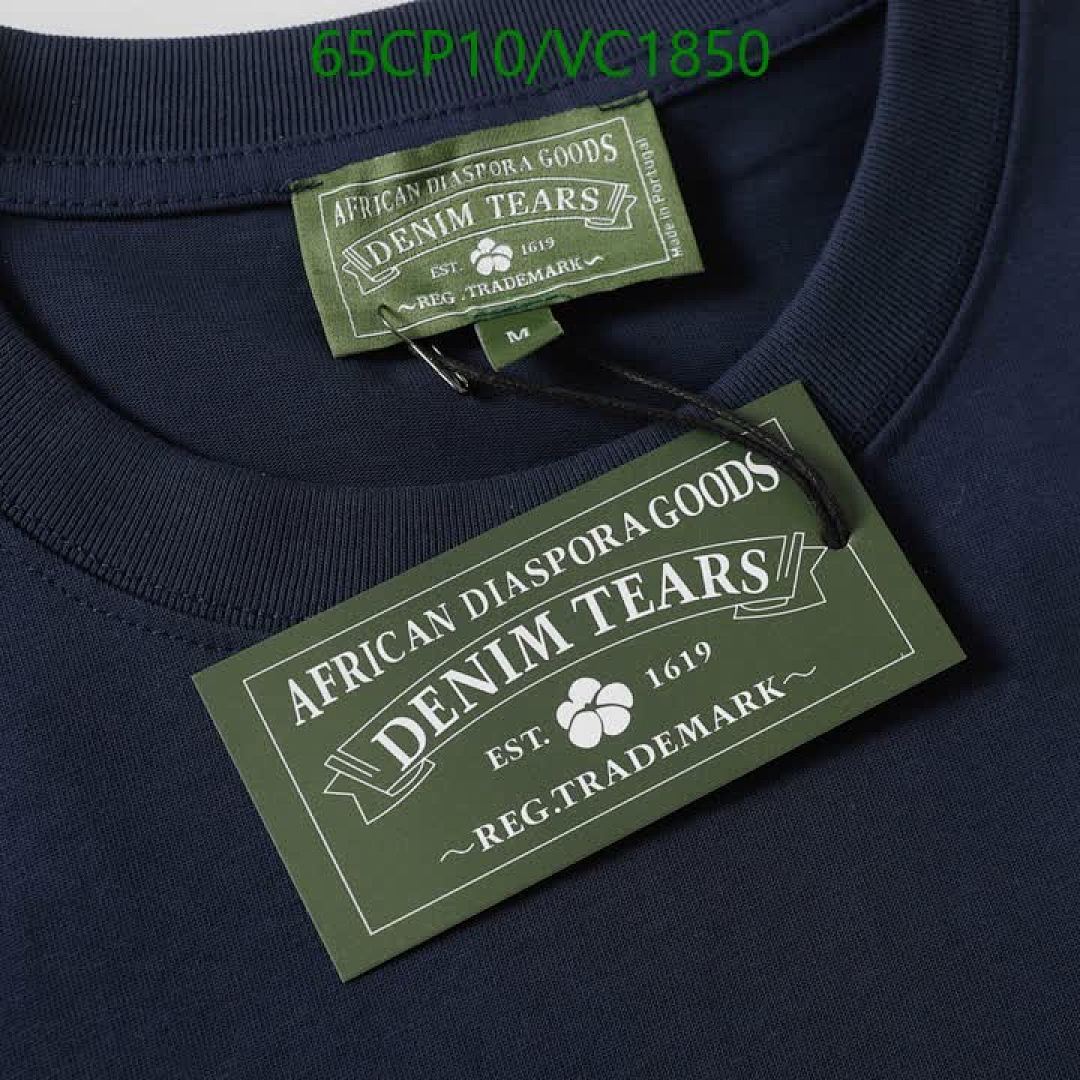 65CP10/VC1850
AFRICAN DIASPORA GOODS
DENIM TEARS
EST. 1619
~REG .TRADEMARK~
Made in Portugal
M
AFRICAN DIASPORA GOODS
DENIM TEARS
EST. 1619
~REG.TRADEMARK~